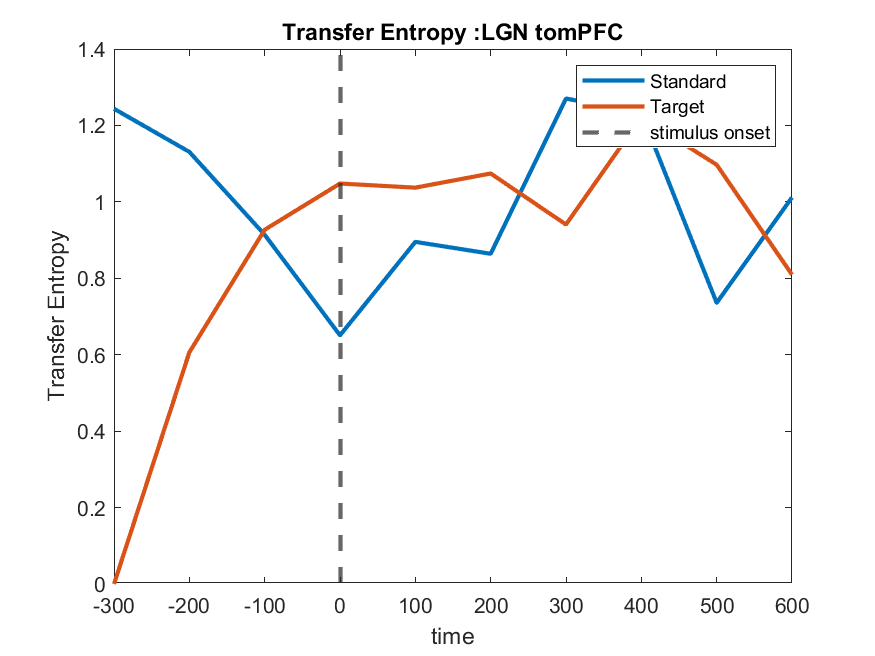 Transfer Entropy :LGN tomPFC
Standard
Target
stimulus onset
Transfer Entropy
1.4
1.2
1
0.8
0.6
0.4
0.2
0
-300 -200 -100 0 100 200 300 400 500 600
time